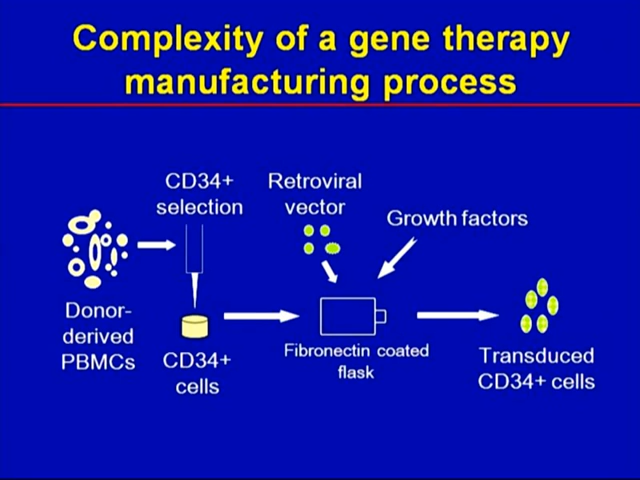 Complexity of a gene therapy
manufacturing process
CD34+
selection
Retroviral
vector
Growth factors
Donor-
derived
PBMCs
CD34+
cells
Fibronectin coated
flask
Transduced
CD34+ cells